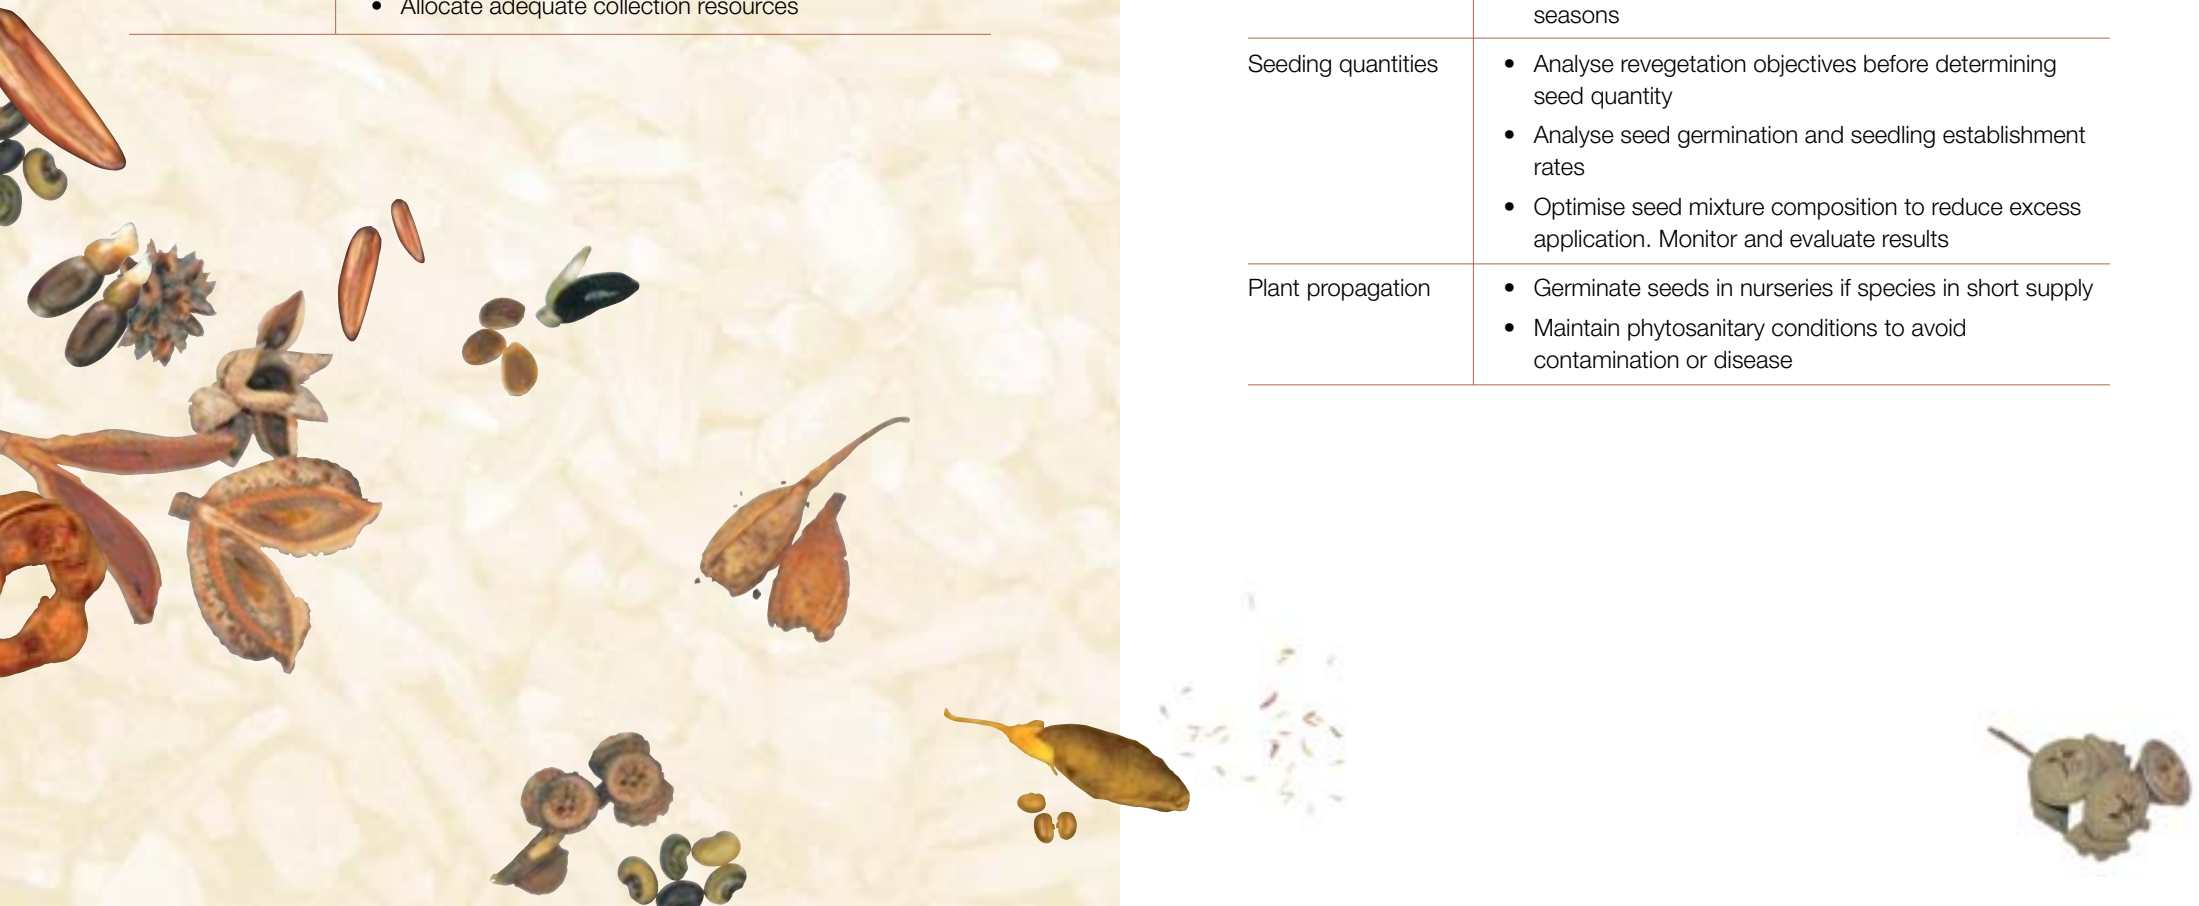 • Allocate adequate collection resources
seasons
Seeding quantities
• Analyse revegetation objectives before determining
seed quantity
• Analyse seed germination and seedling establishment
rates
• Optimise seed mixture composition to reduce excess
application. Monitor and evaluate results
Plant propagation
• Germinate seeds in nurseries if species in short supply
• Maintain phytosanitary conditions to avoid
contamination or disease